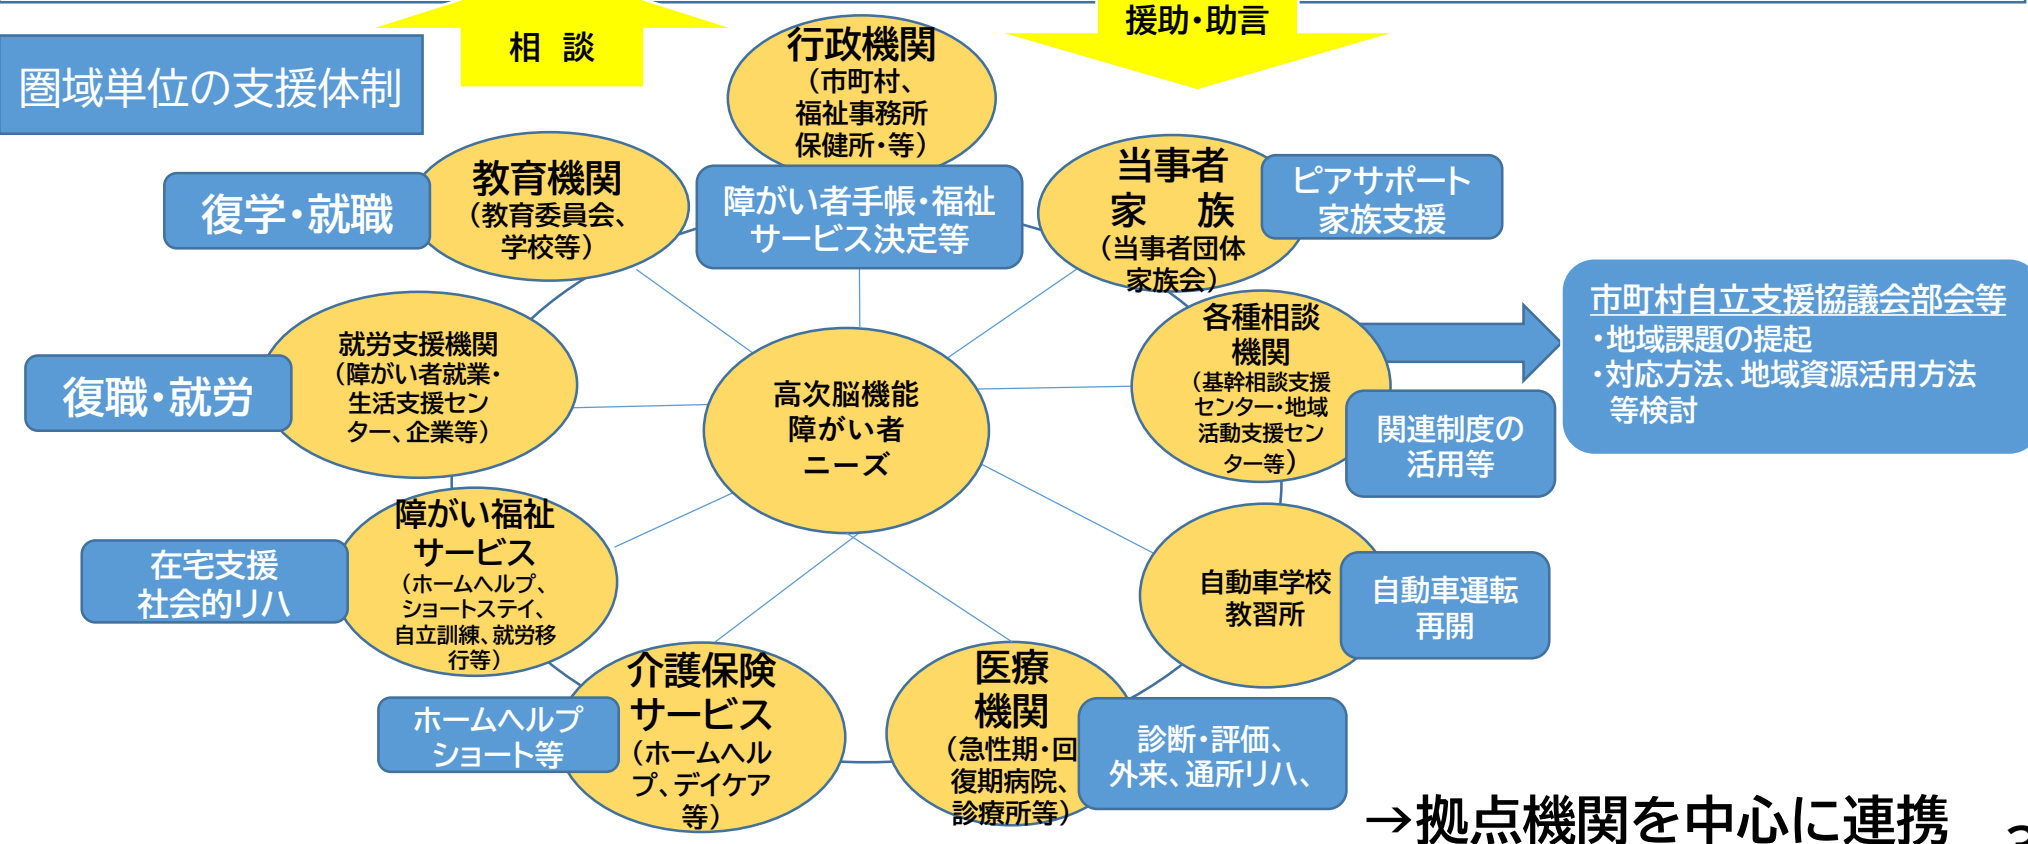 相 談
援助・助言
圏域単位の支援体制
行政機関
（市町村、
福祉事務所
保健所・等）
障がい者手帳・福祉
サービス決定等
教育機関
（教育委員会、
学校等）
復学・就職
当事者
家 族
（当事者団体
家族会）
ピアサポート
家族支援
就労支援機関
（障がい者就業・
生活支援セン
ター、企業等）
復職・就労
高次脳機能
障がい者
ニーズ
各種相談
機関
（基幹相談支援
センター・地域
活動支援セン
ター等）
関連制度の
活用等
市町村自立支援協議会部会等
・地域課題の提起
・対応方法、地域資源活用方法
等検討
障がい福祉
サービス
（ホームヘルプ、
ショートステイ、
自立訓練、就労移
行等）
在宅支援
社会的リハ
自動車学校
教習所
自動車運転
再開
介護保険
サービス
（ホームヘル
プ、デイケア
等）
ホームヘルプ
ショート等
医療
機関
（急性期・回
復期病院、
診療所等）
診断・評価、
外来、通所リハ、
→拠点機関を中心に連携